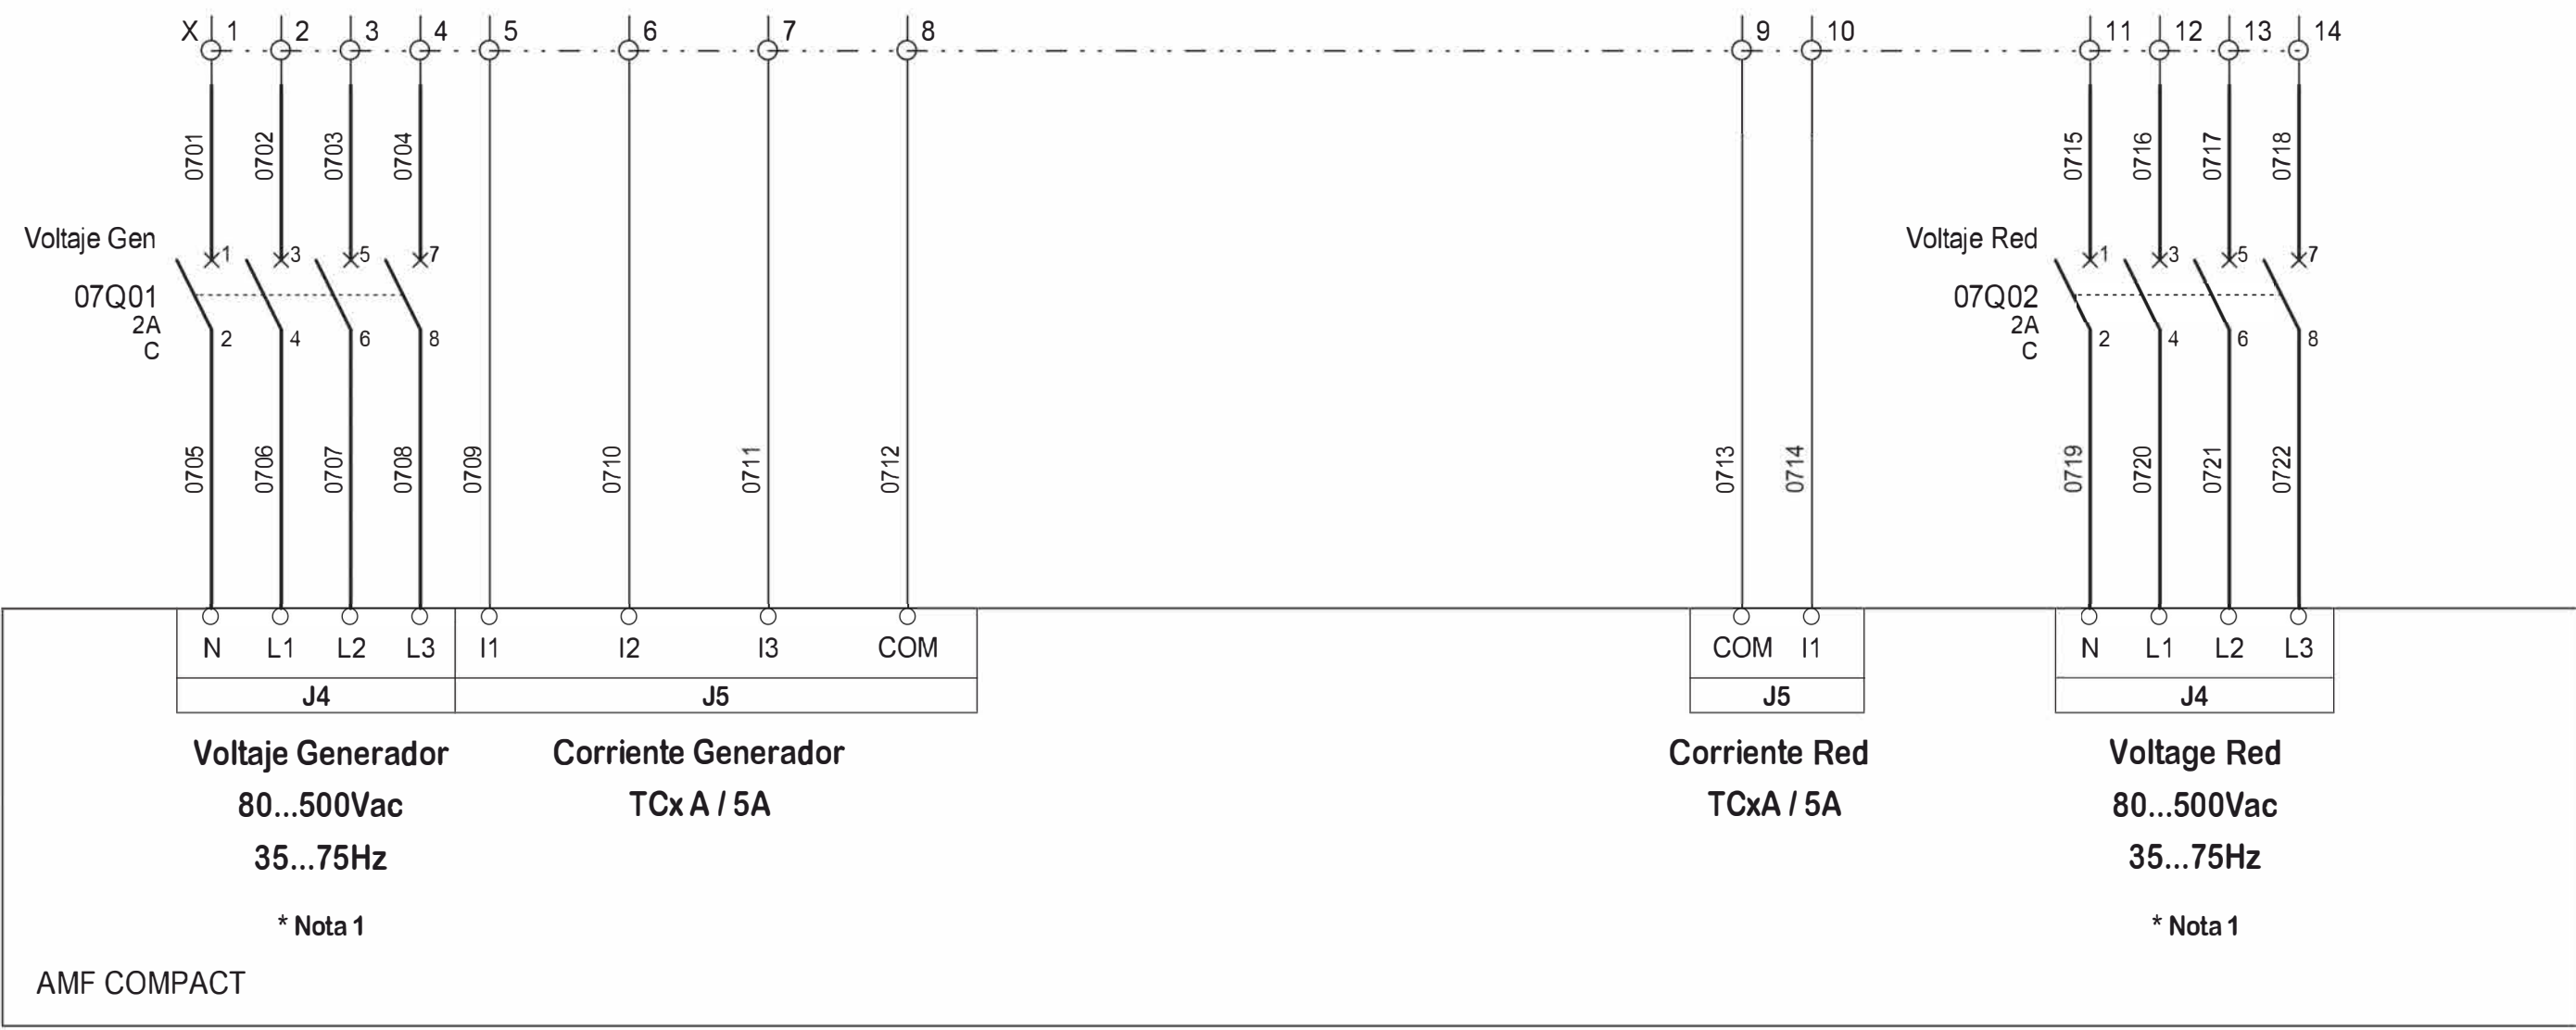 X 1 2 3 4 5 6 7 8 9 10 11 12 13 14
0701 0702 0703 0704 0715 0716 0717 0718
Voltaje Gen 1 3 5 7
07Q01
2A
C
2 4 6 8
Voltaje Red 1 3 5 7
07Q02
2A
C
2 4 6 8
0705 0706 0707 0708 0709 0710 0711 0712 0713 0714 0719 0720 0721 0722
N L1 L2 L3 I1 I2 I3 COM COM I1 N L1 L2 L3
J4 J5 J5 J4
Voltaje Generador
80...500Vac
35...75Hz
* Nota 1
Corriente Generador
TCx A / 5A
Corriente Red
TCxA / 5A
Voltage Red
80...500Vac
35...75Hz
* Nota 1
AMF COMPACT